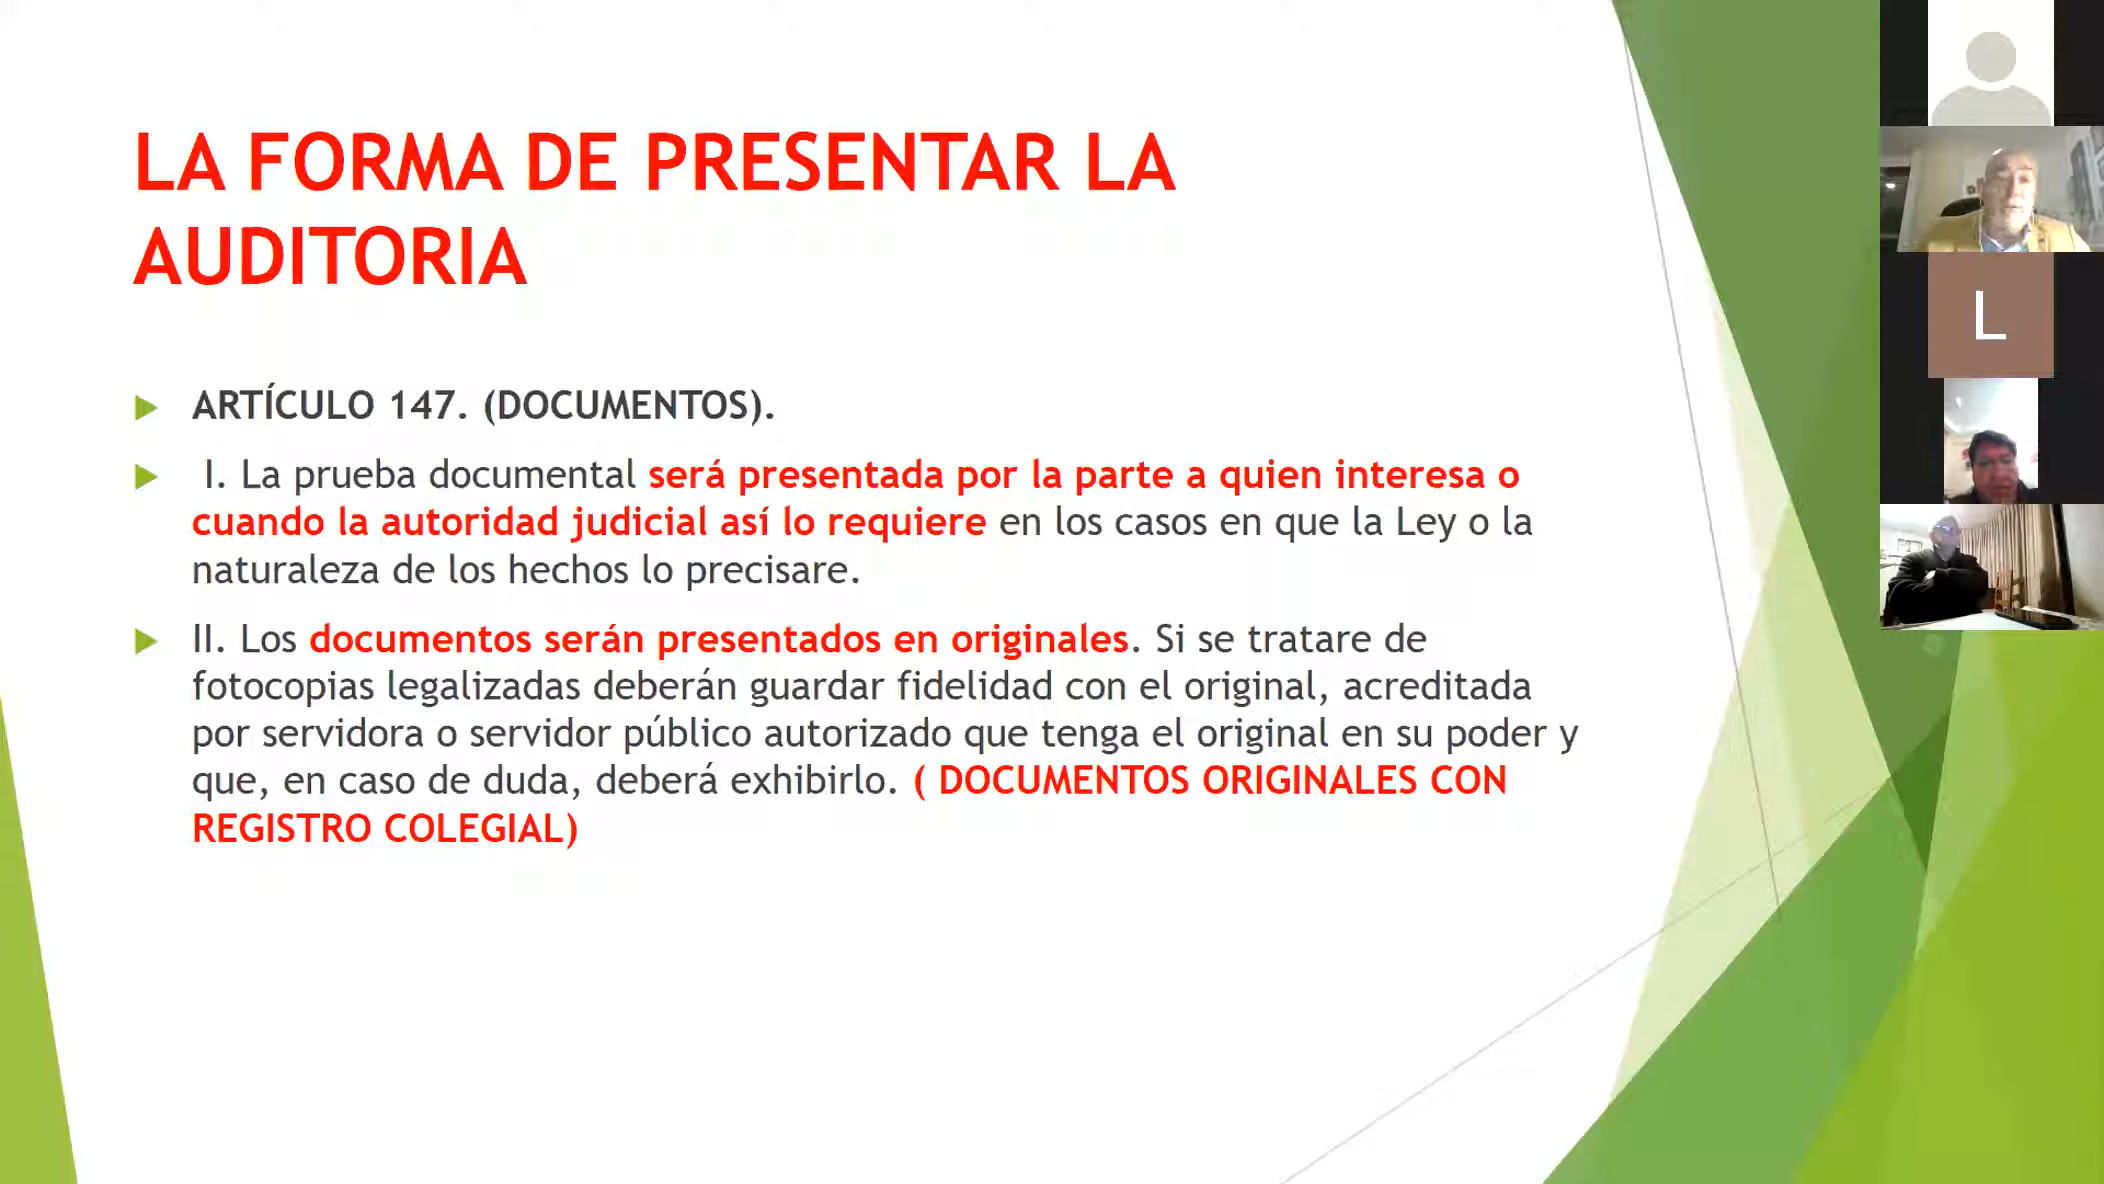 LA FORMA DE PRESENTAR LA
AUDITORIA
ARTÍCULO 147. (DOCUMENTOS).
I. La prueba documental será presentada por la parte a quien interesa o
cuando la autoridad judicial así lo requiere en los casos en que la Ley o la
naturaleza de los hechos lo precisare.
II. Los documentos serán presentados en originales. Si se tratare de
fotocopias legalizadas deberán guardar fidelidad con el original, acreditada
por servidora o servidor público autorizado que tenga el original en su poder y
que, en caso de duda, deberá exhibirlo. ( DOCUMENTOS ORIGINALES CON
REGISTRO COLEGIAL)
L